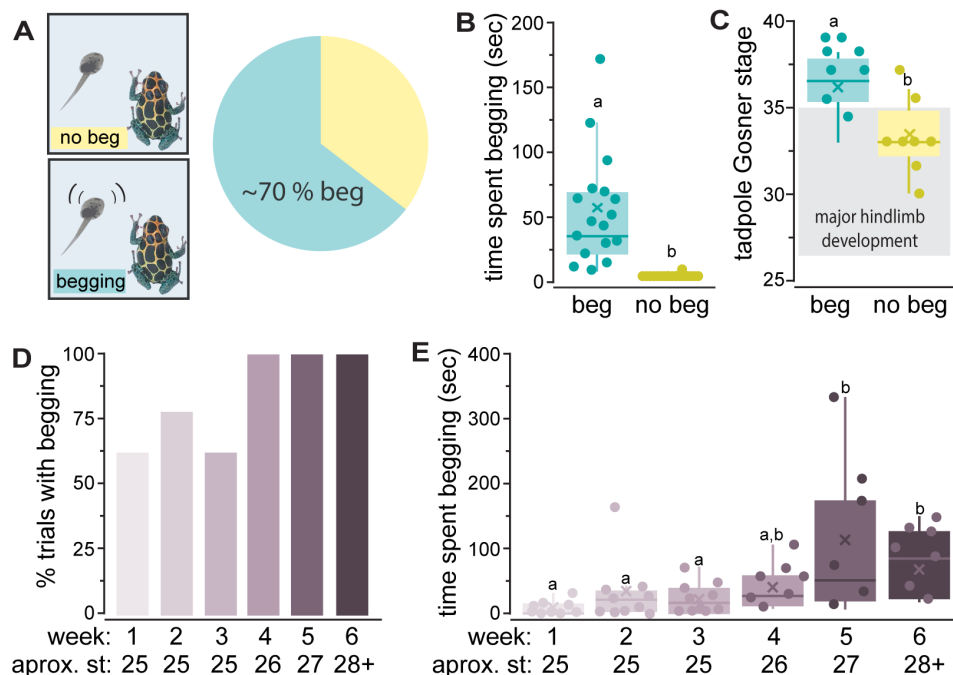 A
no beg
begging
~70 % beg
B
time spent begging (sec)
200
150
100
50
0
a
b
beg
no beg
C
tadpole Gosner stage
40
35
30
25
a
b
major hindlimb
development
beg
no beg
D
% trials with begging
100
75
50
25
0
week: 1 2 3 4 5 6
aprox. st: 25 25 25 26 27 28+
E
time spent begging (sec)
400
300
200
100
0
a
a
a
a,b
b
b
week: 1 2 3 4 5 6
aprox. st: 25 25 25 26 27 28+